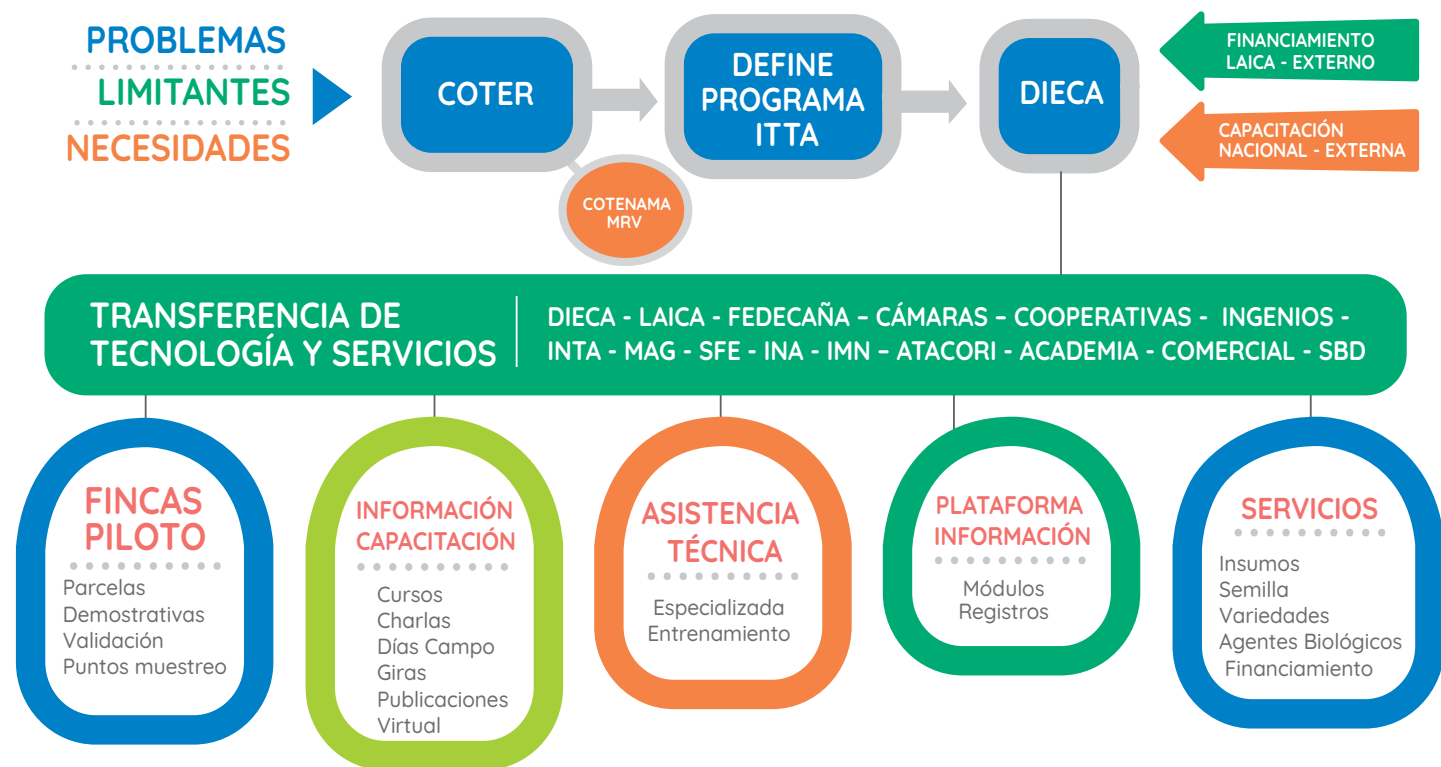 PROBLEMAS
LIMITANTES
NECESIDADES
COTER
COTENAMA
MRV
DEFINE
PROGRAMA
ITTA
DIECA
FINANCIAMIENTO
LAICA - EXTERNO
CAPACITACIÓN
NACIONAL - EXTERNA
TRANSFERENCIA DE
TECNOLOGÍA Y SERVICIOS
DIECA - LAICA - FEDECAÑA – CÁMARAS – COOPERATIVAS - INGENIOS -
INTA - MAG - SFE - INA - IMN – ATACORI - ACADEMIA - COMERCIAL - SBD
FINCAS
PILOTO
Parcelas
Demostrativas
Validación
Puntos muestreo
INFORMACIÓN
CAPACITACIÓN
Cursos
Charlas
Días Campo
Giras
Publicaciones
Virtual
ASISTENCIA
TÉCNICA
Especializada
Entrenamiento
PLATAFORMA
INFORMACIÓN
Módulos
Registros
SERVICIOS
Insumos
Semilla
Variedades
Agentes Biológicos
Financiamiento